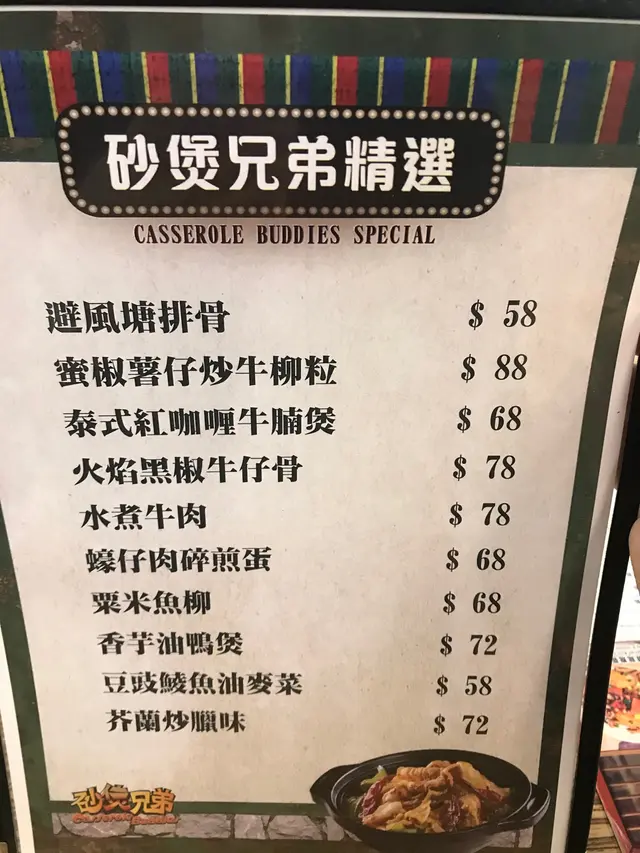 砂煲兄弟精選
CASSEROLE BUDDIES SPECIAL
避風塘排骨 $ 58
蜜椒薯仔炒牛柳粒 $ 88
泰式紅咖喱牛腩煲 $ 68
火焰黑椒牛仔骨 $ 78
水煮牛肉 $ 78
蠔仔肉碎煎蛋 $ 68
粟米魚柳 $ 68
香芋油鴨煲 $ 72
豆豉鯪魚油麥菜 $ 58
芥蘭炒臘味 $ 72
砂煲兄弟
Casserole Buddies